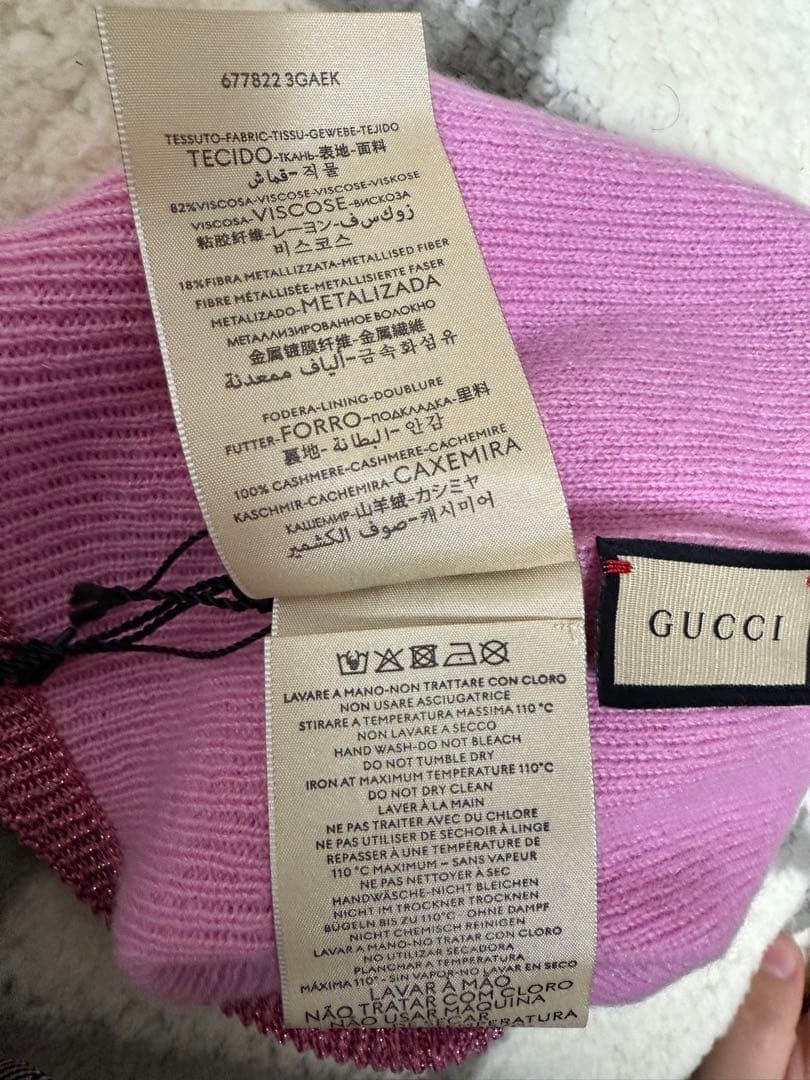 677822 3GAEK
TESSUTO-FABRIC-TISSU-GEWEBE-TEJIDO
TECIDO-ТКАНЬ-表地-面料
قماش-직물
82%VISCOSA-VISCOSE-VISCOSE-VISKOSE
VISCOSA-VISCOSE-ВИСКОЗА
粘胶纤维-レーヨン-زوكس ف
비스코스
18%FIBRA METALLIZZATA-METALLISED FIBER
FIBRE MÉTALLISÉE-METALLISIERTE FASER
METALIZADO-METALIZADA
МЕТАЛЛИЗИРОВАННОЕ ВОЛОКНО
金属镀膜纤维-金属繊維
ألياف ممعدنة-금속화섬유
FODERA-LINING-DOUBLURE
FUTTER-FORRO-ПОДКЛАДКА-里料
裏地-البطانة-안감
100% CASHMERE-CASHMERE-CACHEMIRE
KASCHMIR-CACHEMIRA-CAXEMIRA
КАШЕМИР-山羊绒-カシミヤ
صوف الكشمير-캐시미어
GUCCI
LAVARE A MANO-NON TRATTARE CON CLORO
NON USARE ASCIUGATRICE
STIRARE A TEMPERATURA MASSIMA 110°C
NON LAVARE A SECCO
HAND WASH-DO NOT BLEACH
DO NOT TUMBLE DRY
IRON AT MAXIMUM TEMPERATURE 110°C
DO NOT DRY CLEAN
LAVER À LA MAIN
NE PAS TRAITER AVEC DU CHLORE
NE PAS UTILISER DE SÈCHOIR À LINGE
REPASSER À UNE TEMPÉRATURE DE
110°C MAXIMUM – SANS VAPEUR
NE PAS NETTOYER À SEC
HANDWÄSCHE-NICHT BLEICHEN
NICHT IM TROCKNER TROCKNEN
BÜGELN BIS ZU 110°C - OHNE DAMPF
NICHT CHEMISCH REINIGEN
LAVAR A MANO-NO TRATAR CON CLORO
NO UTILIZAR SECADORA
PLANCHAR A TEMPERATURA
MÁXIMA 110° - SIN VAPOR-NO LAVAR EN SECO
LAVAR À MÃO
NÃO TRATAR COM CLORO
NÃO USAR MÁQUINA